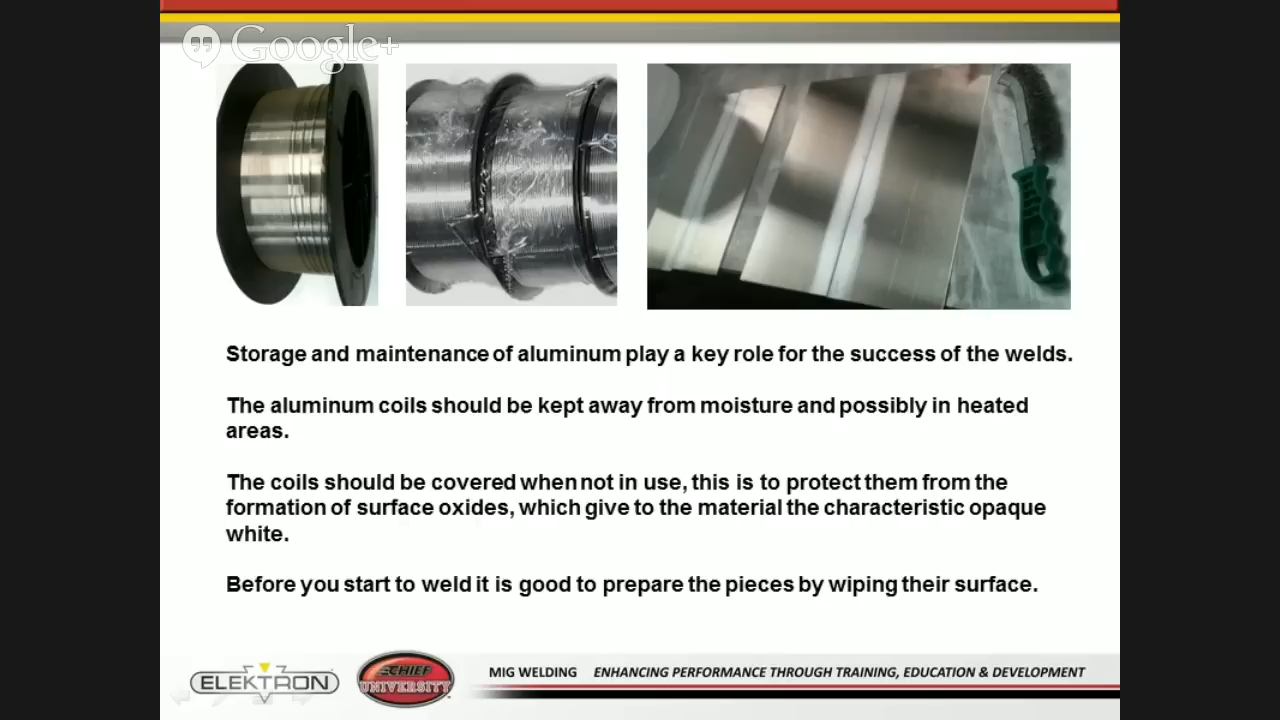 Google+
Storage and maintenance of aluminum play a key role for the success of the welds.
The aluminum coils should be kept away from moisture and possibly in heated
areas.
The coils should be covered when not in use, this is to protect them from the
formation of surface oxides, which give to the material the characteristic opaque
white.
Before you start to weld it is good to prepare the pieces by wiping their surface.
ELEKTRON
CHIEF
UNIVERSITY
MIG WELDING ENHANCING PERFORMANCE THROUGH TRAINING, EDUCATION & DEVELOPMENT